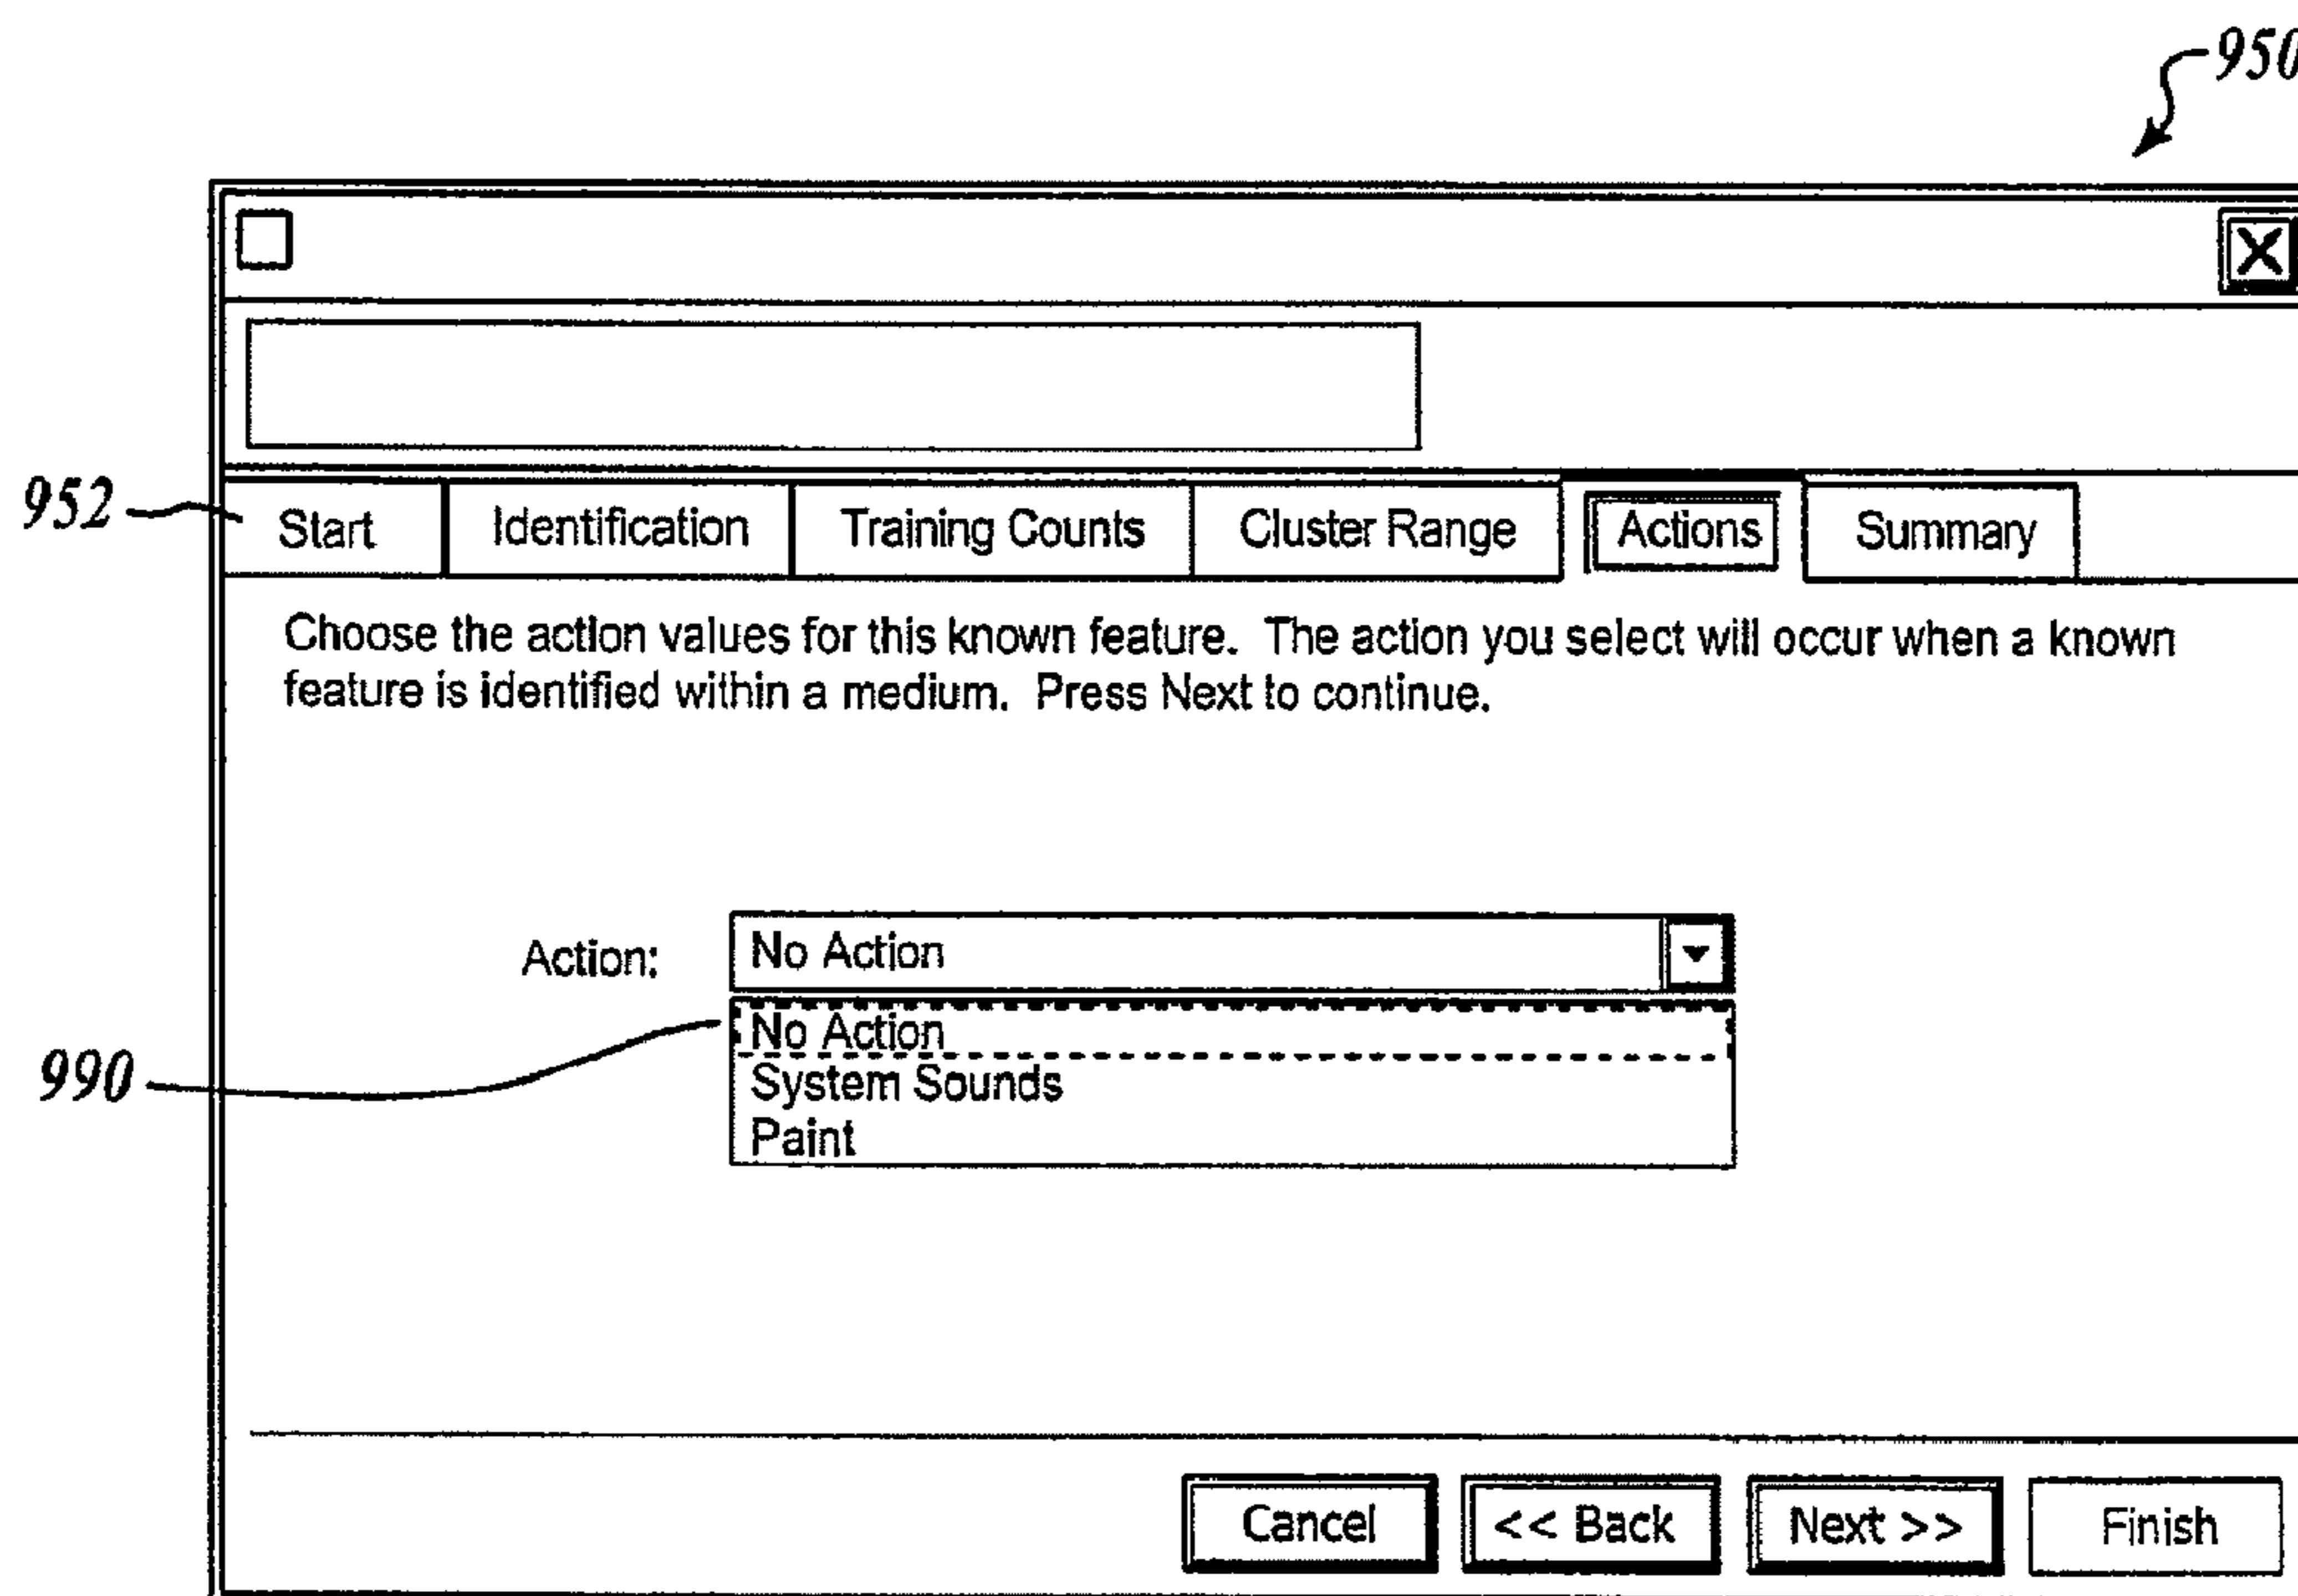 950
952
Start Identification Training Counts Cluster Range Actions Summary
Choose the action values for this known feature. The action you select will occur when a known
feature is identified within a medium. Press Next to continue.
Action: No Action
990
No Action
System Sounds
Paint
Cancel << Back Next >> Finish